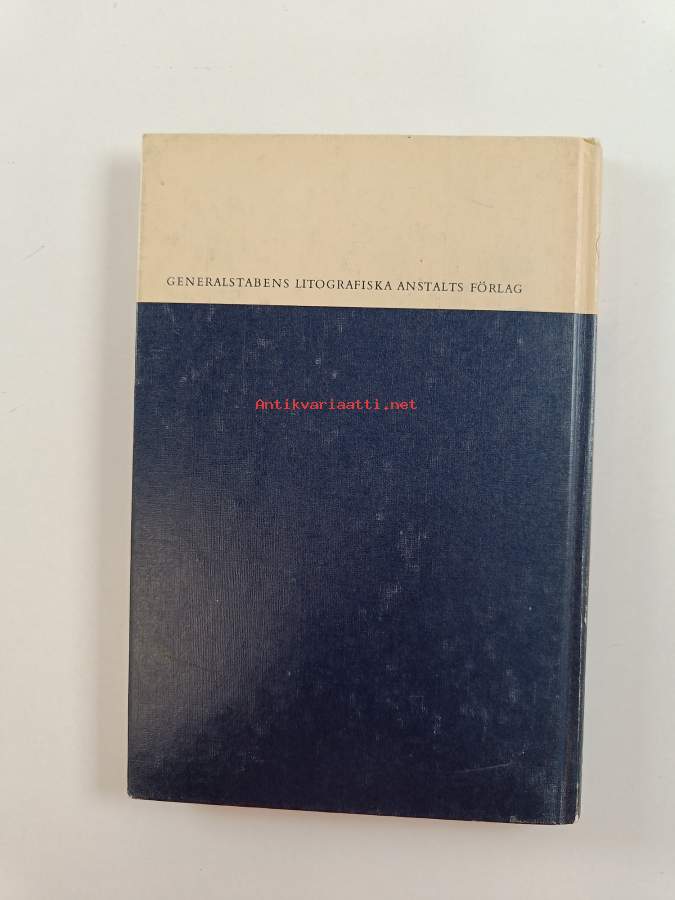 GENERALSTABENS LITOGRAFISKA ANSTALTS FÖRLAG
Antikvariaatti.net